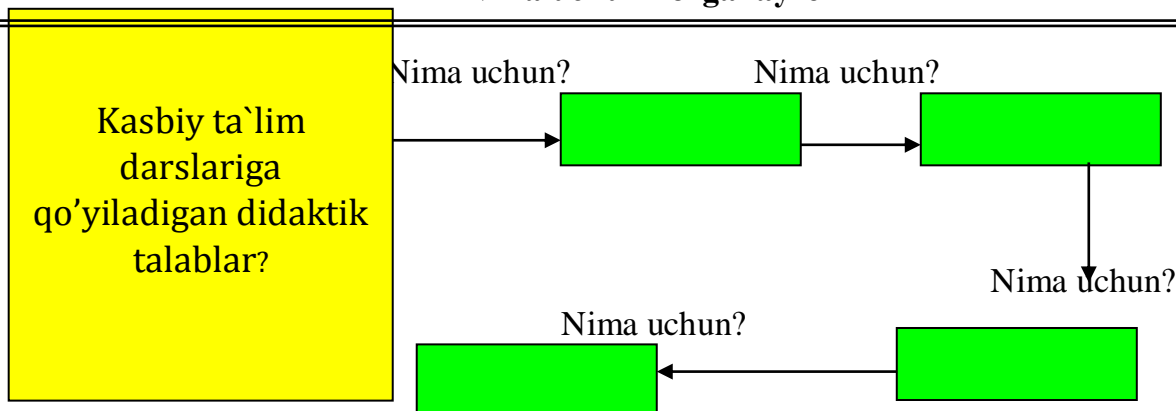 Nima uchun?
Nima uchun?
Kasbiy ta`lim
darslariga
qo’yiladigan didaktik
talablar?
Nima uchun?
Nima uchun?